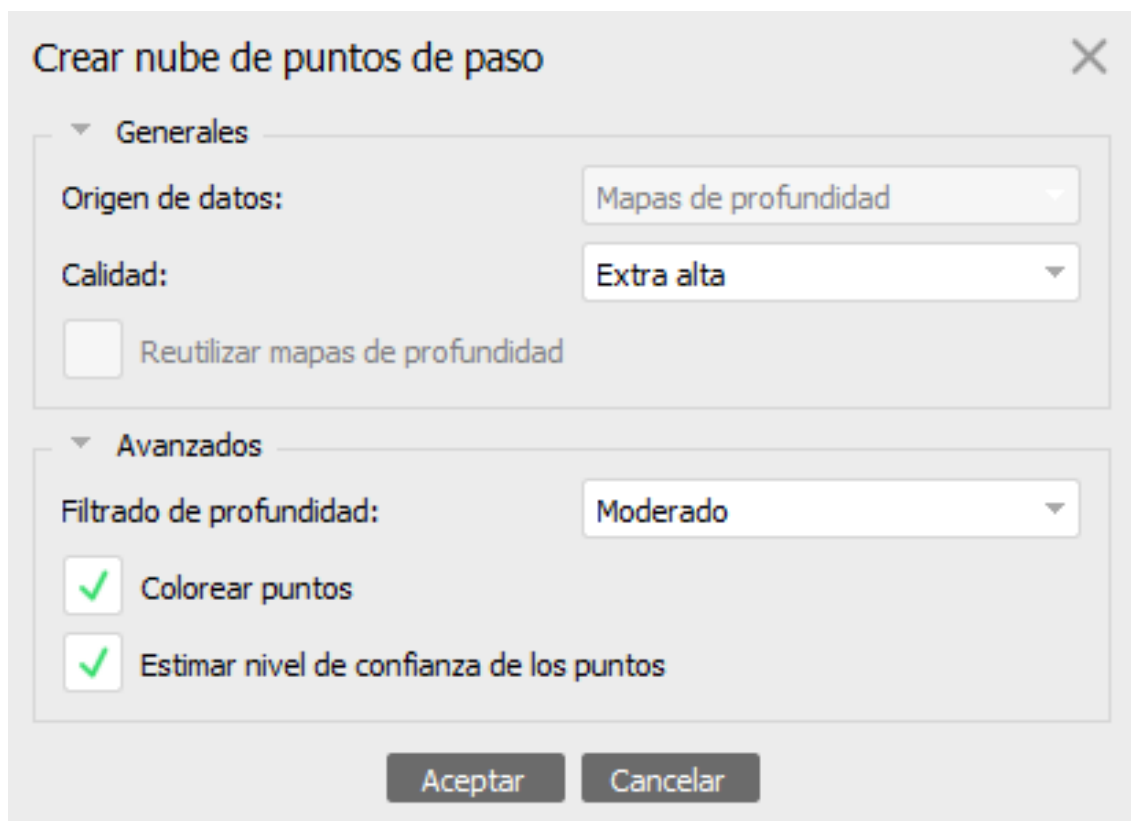 Crear nube de puntos de paso
Generales
Origen de datos: Mapas de profundidad
Calidad: Extra alta
Reutilizar mapas de profundidad
Avanzados
Filtrado de profundidad: Moderado
Colorear puntos
Estimar nivel de confianza de los puntos
Aceptar Cancelar